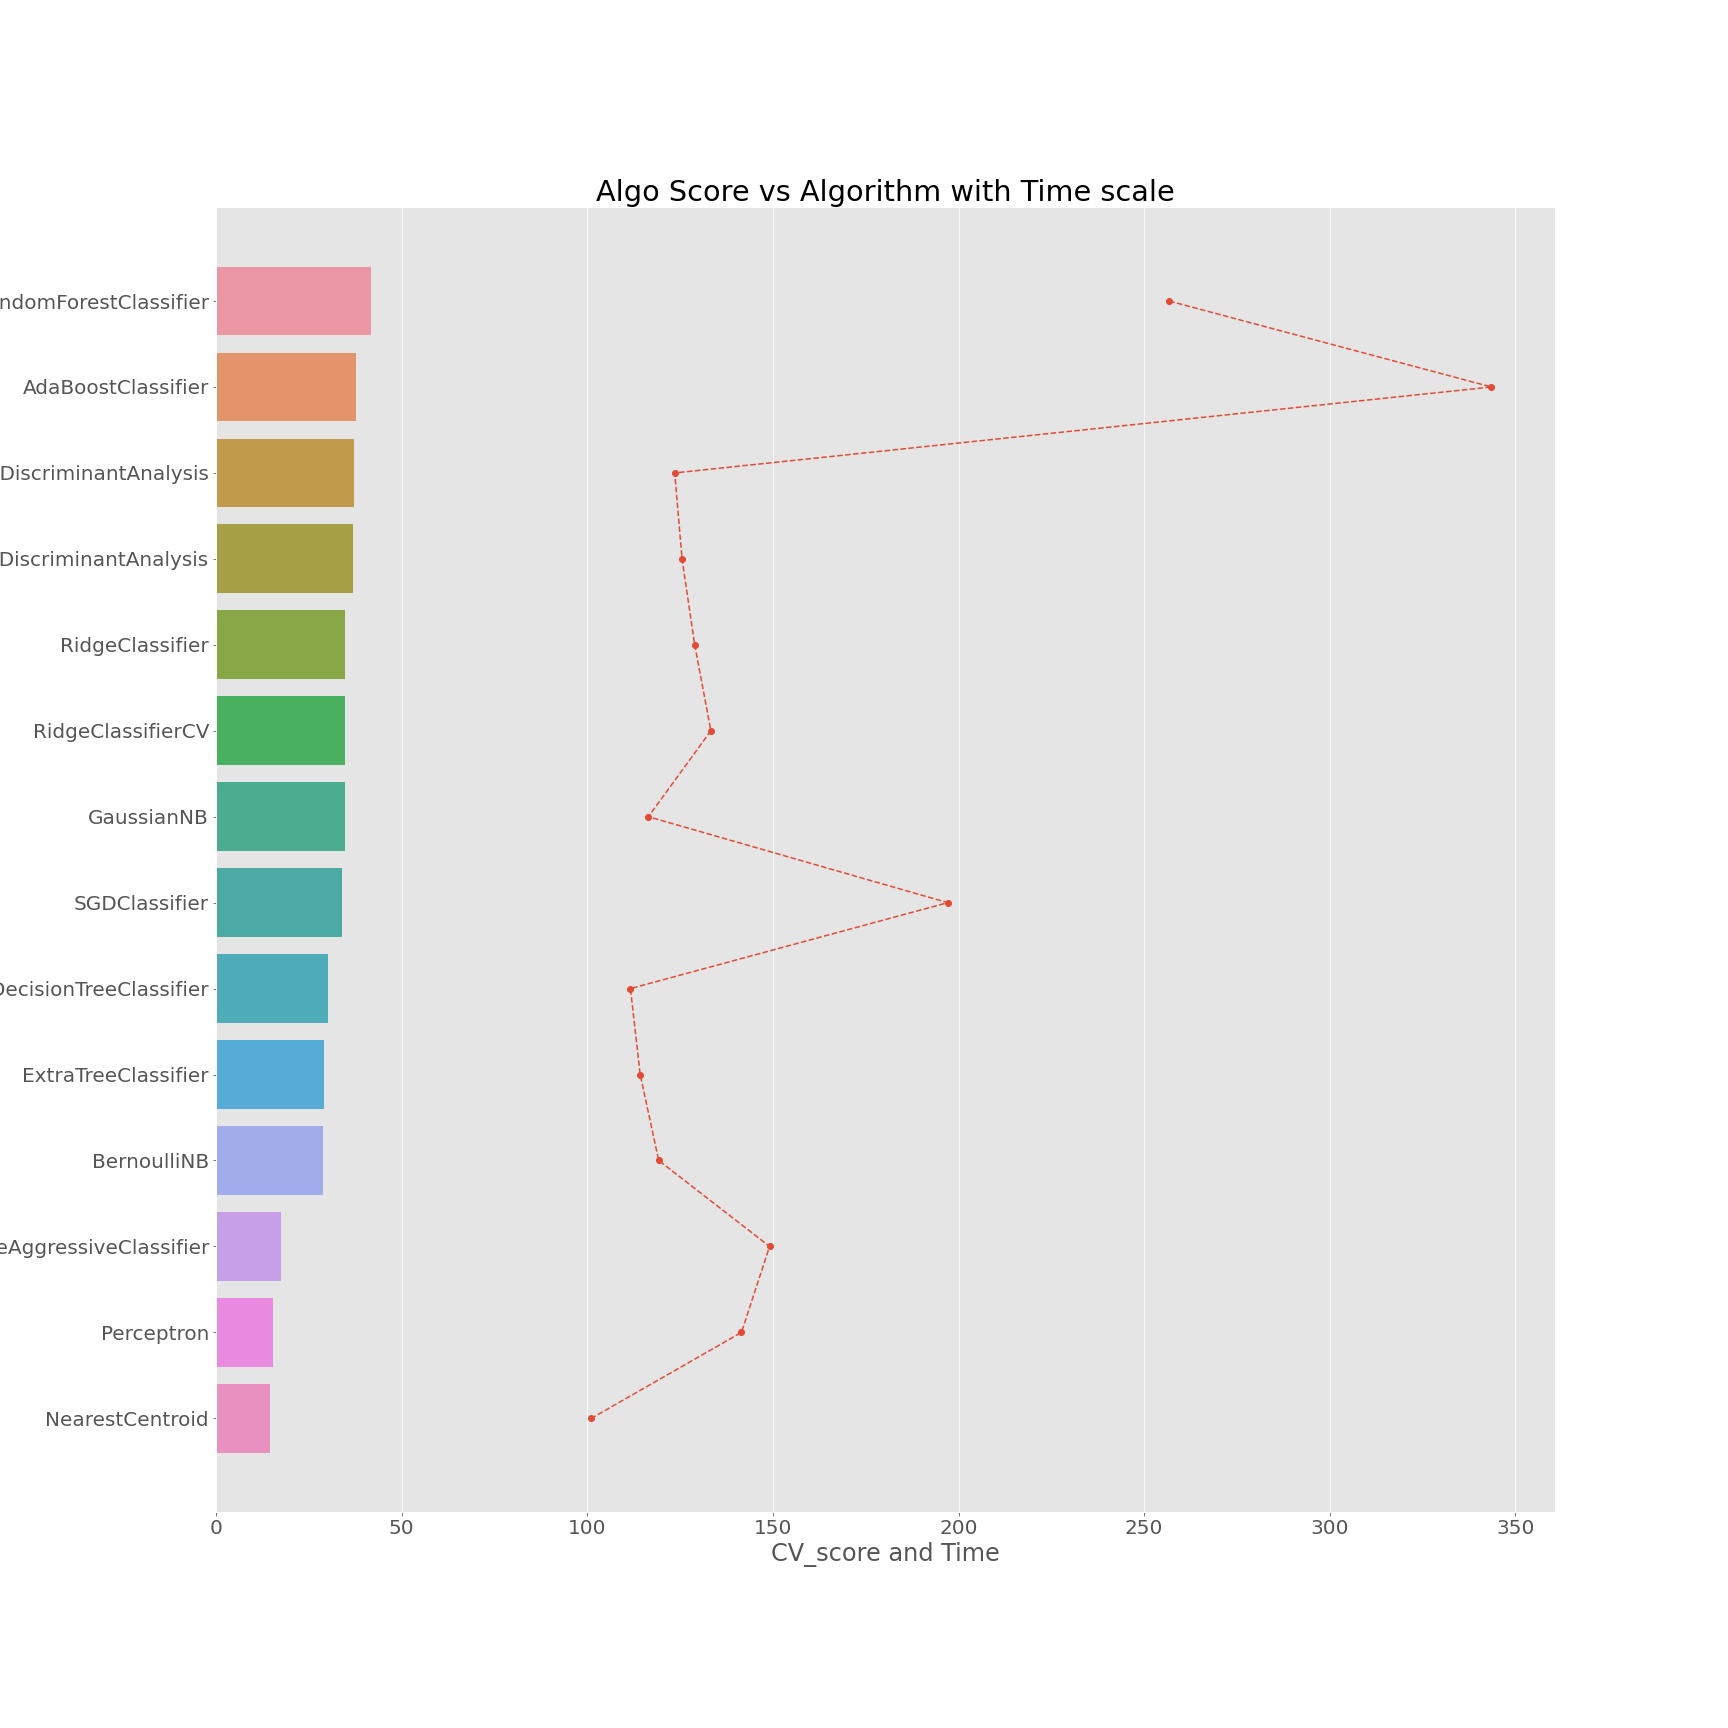 Algo Score vs Algorithm with Time scale
ndomForestClassifier
AdaBoostClassifier
DiscriminantAnalysis
DiscriminantAnalysis
RidgeClassifier
RidgeClassifierCV
GaussianNB
SGDClassifier
DecisionTreeClassifier
ExtraTreeClassifier
BernoulliNB
eAggressiveClassifier
Perceptron
NearestCentroid
0 50 100 150 200 250 300 350
CV_score and Time